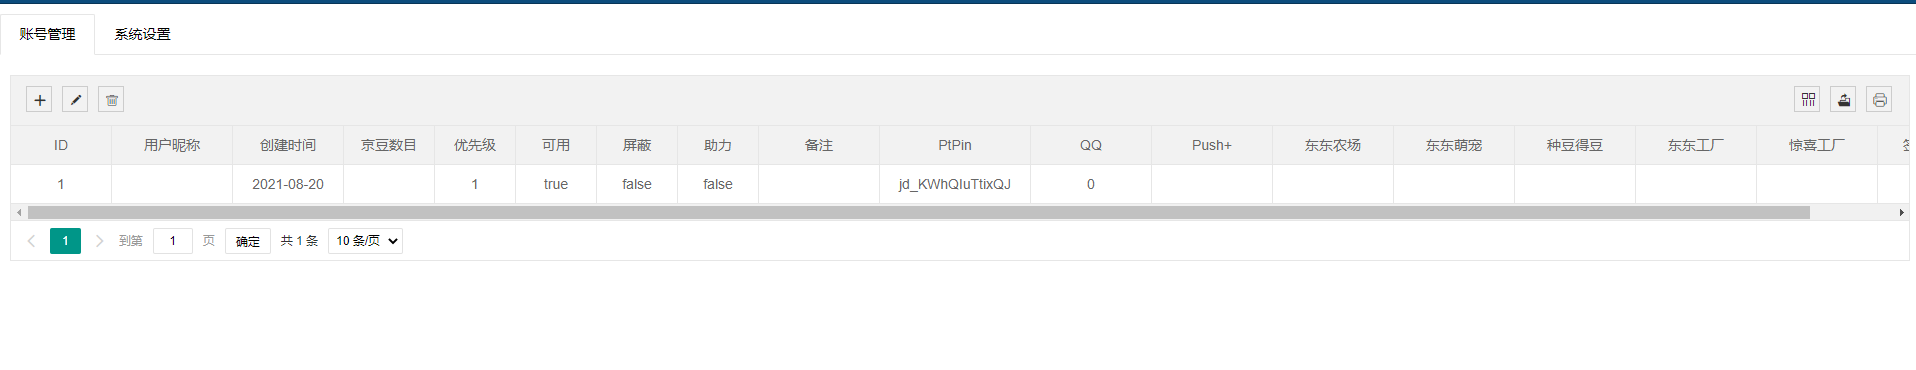 账号管理 系统设置
ID 用户昵称 创建时间 京豆数目 优先级 可用 屏蔽 助力 备注 PtPin QQ Push+ 东东农场 东东萌宠 种豆得豆 东东工厂 惊喜工厂
1 2021-08-20 1 true false false jd_KWhQIuTtixQJ 0
1 到第 1 页 确定 共 1 条 10 条/页